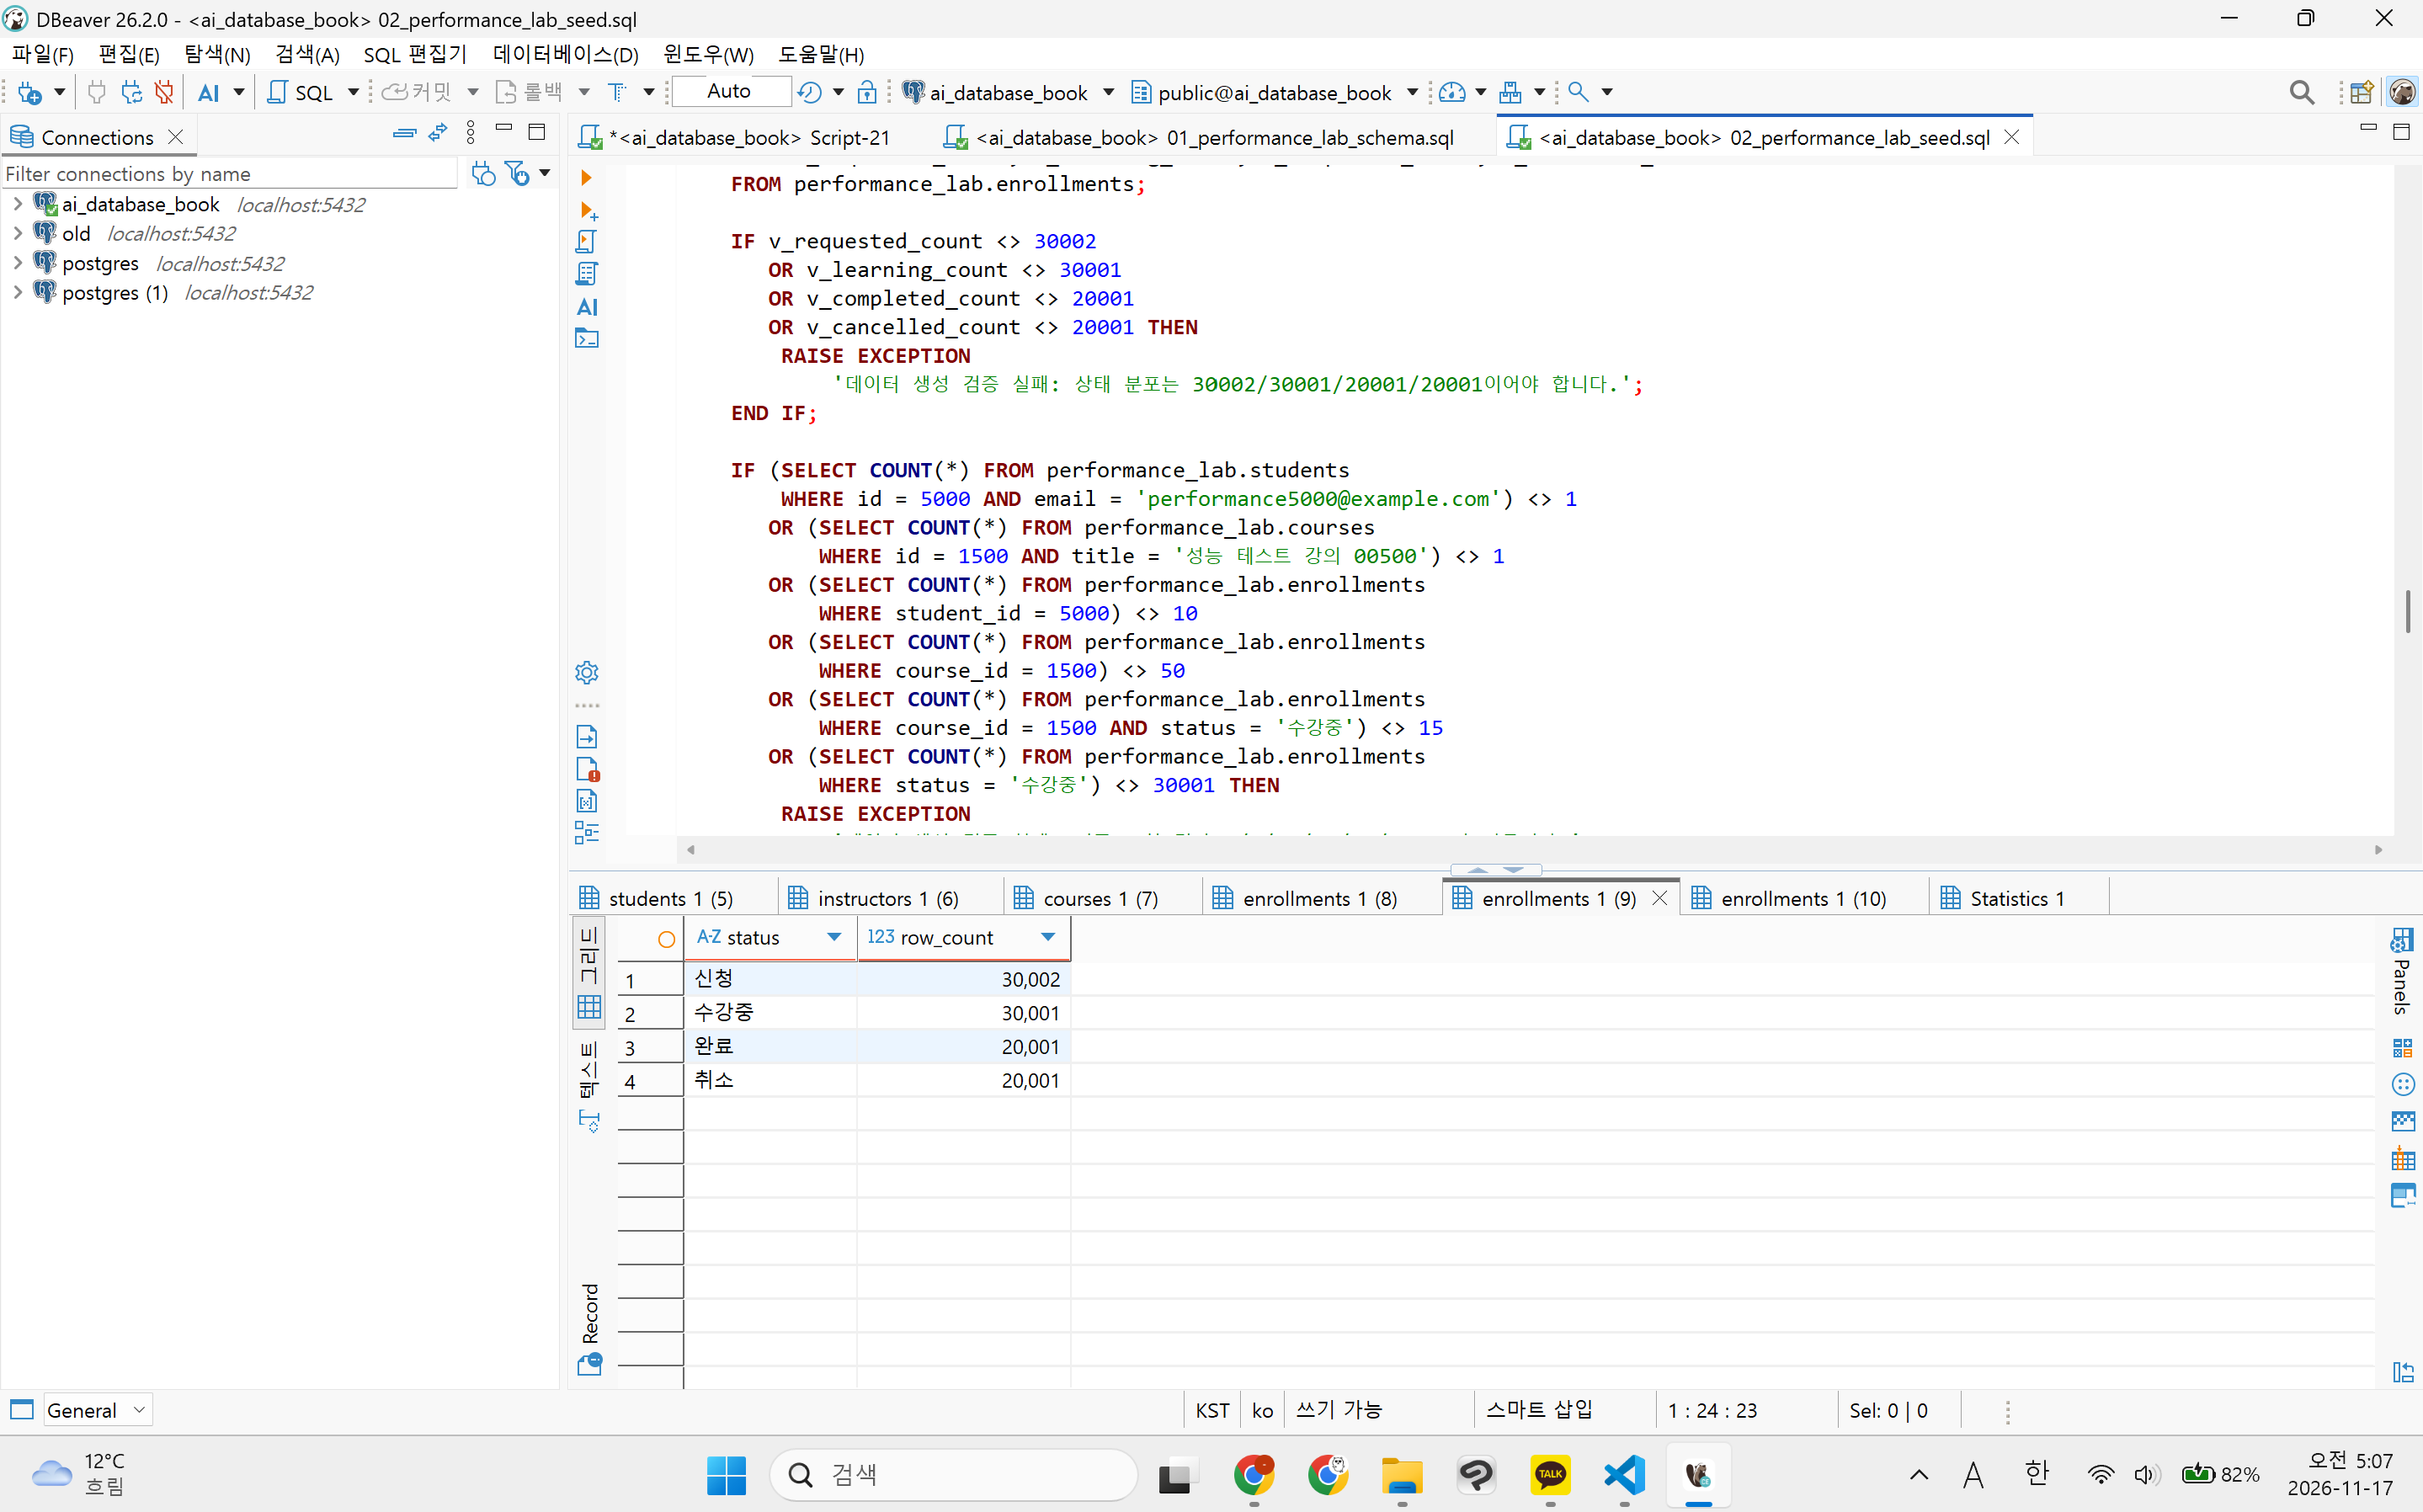 DBeaver 26.2.0 - <ai_database_book> 02_performance_lab_seed.sql
파일(F) 편집(E) 탐색(N) 검색(A) SQL 편집기 데이터베이스(D) 윈도우(W) 도움말(H)
AI SQL 커밋 롤백 Auto ai_database_book public@ai_database_book
Connections
Filter connections by name
ai_database_book localhost:5432
old localhost:5432
postgres localhost:5432
postgres (1) localhost:5432
*<ai_database_book> Script-21
<ai_database_book> 01_performance_lab_schema.sql
<ai_database_book> 02_performance_lab_seed.sql
AI
FROM performance_lab.enrollments;
IF v_requested_count <> 30002
OR v_learning_count <> 30001
OR v_completed_count <> 20001
OR v_cancelled_count <> 20001 THEN
RAISE EXCEPTION
'데이터 생성 검증 실패: 상태 분포는 30002/30001/20001/20001이어야 합니다.';
END IF;
IF (SELECT COUNT(*) FROM performance_lab.students
WHERE id = 5000 AND email = 'performance5000@example.com') <> 1
OR (SELECT COUNT(*) FROM performance_lab.courses
WHERE id = 1500 AND title = '성능 테스트 강의 00500') <> 1
OR (SELECT COUNT(*) FROM performance_lab.enrollments
WHERE student_id = 5000) <> 10
OR (SELECT COUNT(*) FROM performance_lab.enrollments
WHERE course_id = 1500) <> 50
OR (SELECT COUNT(*) FROM performance_lab.enrollments
WHERE course_id = 1500 AND status = '수강중') <> 15
OR (SELECT COUNT(*) FROM performance_lab.enrollments
WHERE status = '수강중') <> 30001 THEN
RAISE EXCEPTION
students 1 (5) instructors 1 (6) courses 1 (7) enrollments 1 (8) enrollments 1 (9) enrollments 1 (10) Statistics 1
그리드
텍스트
Record
Panels
A-Z status 123 row_count
1 신청 30,002
2 수강중 30,001
3 완료 20,001
4 취소 20,001
General
KST ko 쓰기 가능 스마트 삽입 1 : 24 : 23 Sel: 0 | 0
12°C
흐림
검색
TALK
A 한 82%
오전 5:07
2026-11-17